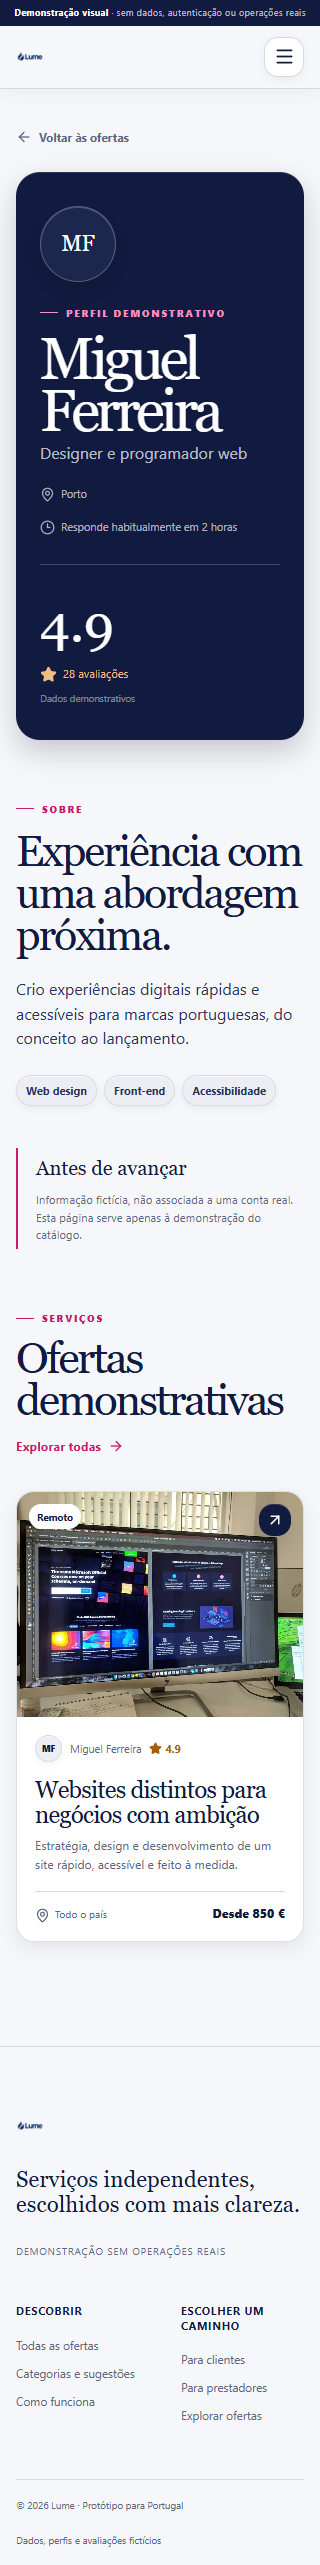 Demonstração visual · sem dados, autenticação ou operações reais
Lume
Voltar às ofertas
MF
PERFIL DEMONSTRATIVO
Miguel
Ferreira
Designer e programador web
Porto
Responde habitualmente em 2 horas
4.9
28 avaliações
Dados demonstrativos
SOBRE
Experiência com
uma abordagem
próxima.
Crio experiências digitais rápidas e
acessíveis para marcas portuguesas, do
conceito ao lançamento.
Web design
Front-end
Acessibilidade
Antes de avançar
Informação fictícia, não associada a uma conta real.
Esta página serve apenas à demonstração do
catálogo.
SERVIÇOS
Ofertas
demonstrativas
Explorar todas
Remoto
MF Miguel Ferreira 4.9
Websites distintos para
negócios com ambição
Estratégia, design e desenvolvimento de um
site rápido, acessível e feito à medida.
Todo o país
Desde 850 €
Lume
Serviços independentes,
escolhidos com mais clareza.
DEMONSTRAÇÃO SEM OPERAÇÕES REAIS
DESCOBRIR
Todas as ofertas
Categorias e sugestões
Como funciona
ESCOLHER UM
CAMINHO
Para clientes
Para prestadores
Explorar ofertas
© 2026 Lume · Protótipo para Portugal
Dados, perfis e avaliações fictícios